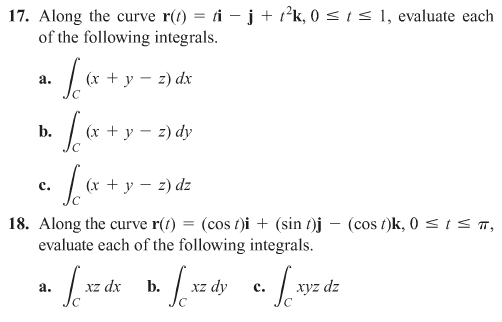 17. Along the curve r(t) = ti − j + t²k, 0 ≤ t ≤ 1, evaluate each
of the following integrals.
a. ∫_C (x + y − z) dx
b. ∫_C (x + y − z) dy
c. ∫_C (x + y − z) dz
18. Along the curve r(t) = (cos t)i + (sin t)j − (cos t)k, 0 ≤ t ≤ π,
evaluate each of the following integrals.
a. ∫_C xz dx b. ∫_C xz dy c. ∫_C xyz dz